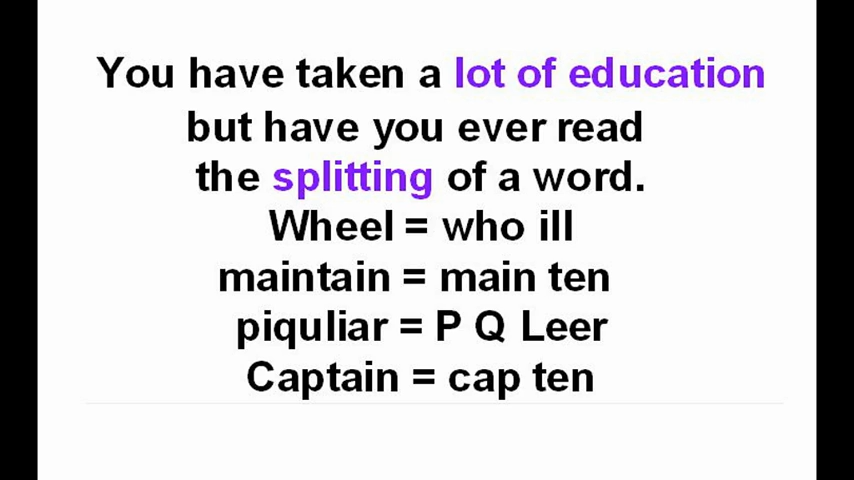 You have taken a lot of education
but have you ever read
the splitting of a word.
Wheel = who ill
maintain = main ten
piquliar = P Q Leer
Captain = cap ten